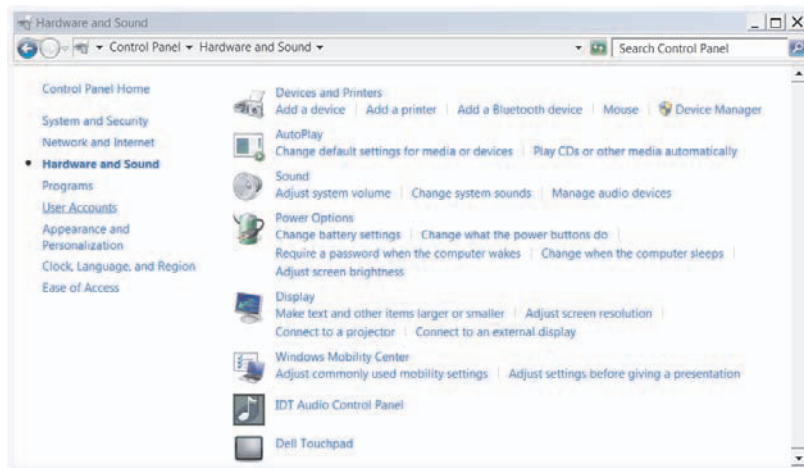 Hardware and Sound
Control Panel Hardware and Sound Search Control Panel
Control Panel Home
System and Security
Network and Internet
Hardware and Sound
Programs
User Accounts
Appearance and
Personalization
Clock, Language, and Region
Ease of Access
Devices and Printers
Add a device Add a printer Add a Bluetooth device Mouse Device Manager
AutoPlay
Change default settings for media or devices Play CDs or other media automatically
Sound
Adjust system volume Change system sounds Manage audio devices
Power Options
Change battery settings Change what the power buttons do
Require a password when the computer wakes Change when the computer sleeps
Adjust screen brightness
Display
Make text and other items larger or smaller Adjust screen resolution
Connect to a projector Connect to an external display
Windows Mobility Center
Adjust commonly used mobility settings Adjust settings before giving a presentation
IDT Audio Control Panel
Dell Touchpad